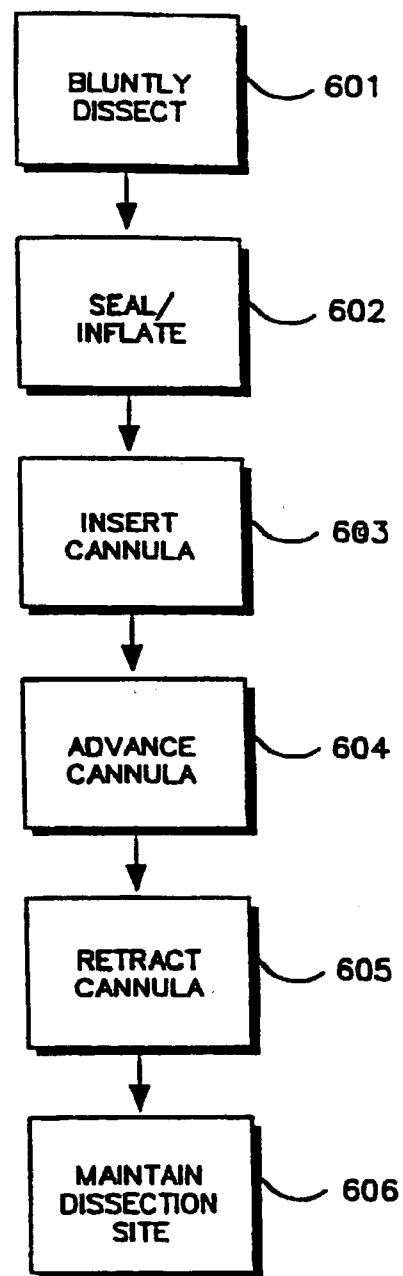 BLUNTLY
DISSECT
601
SEAL/
INFLATE
602
INSERT
CANNULA
603
ADVANCE
CANNULA
604
RETRACT
CANNULA
605
MAINTAIN
DISSECTION
SITE
606